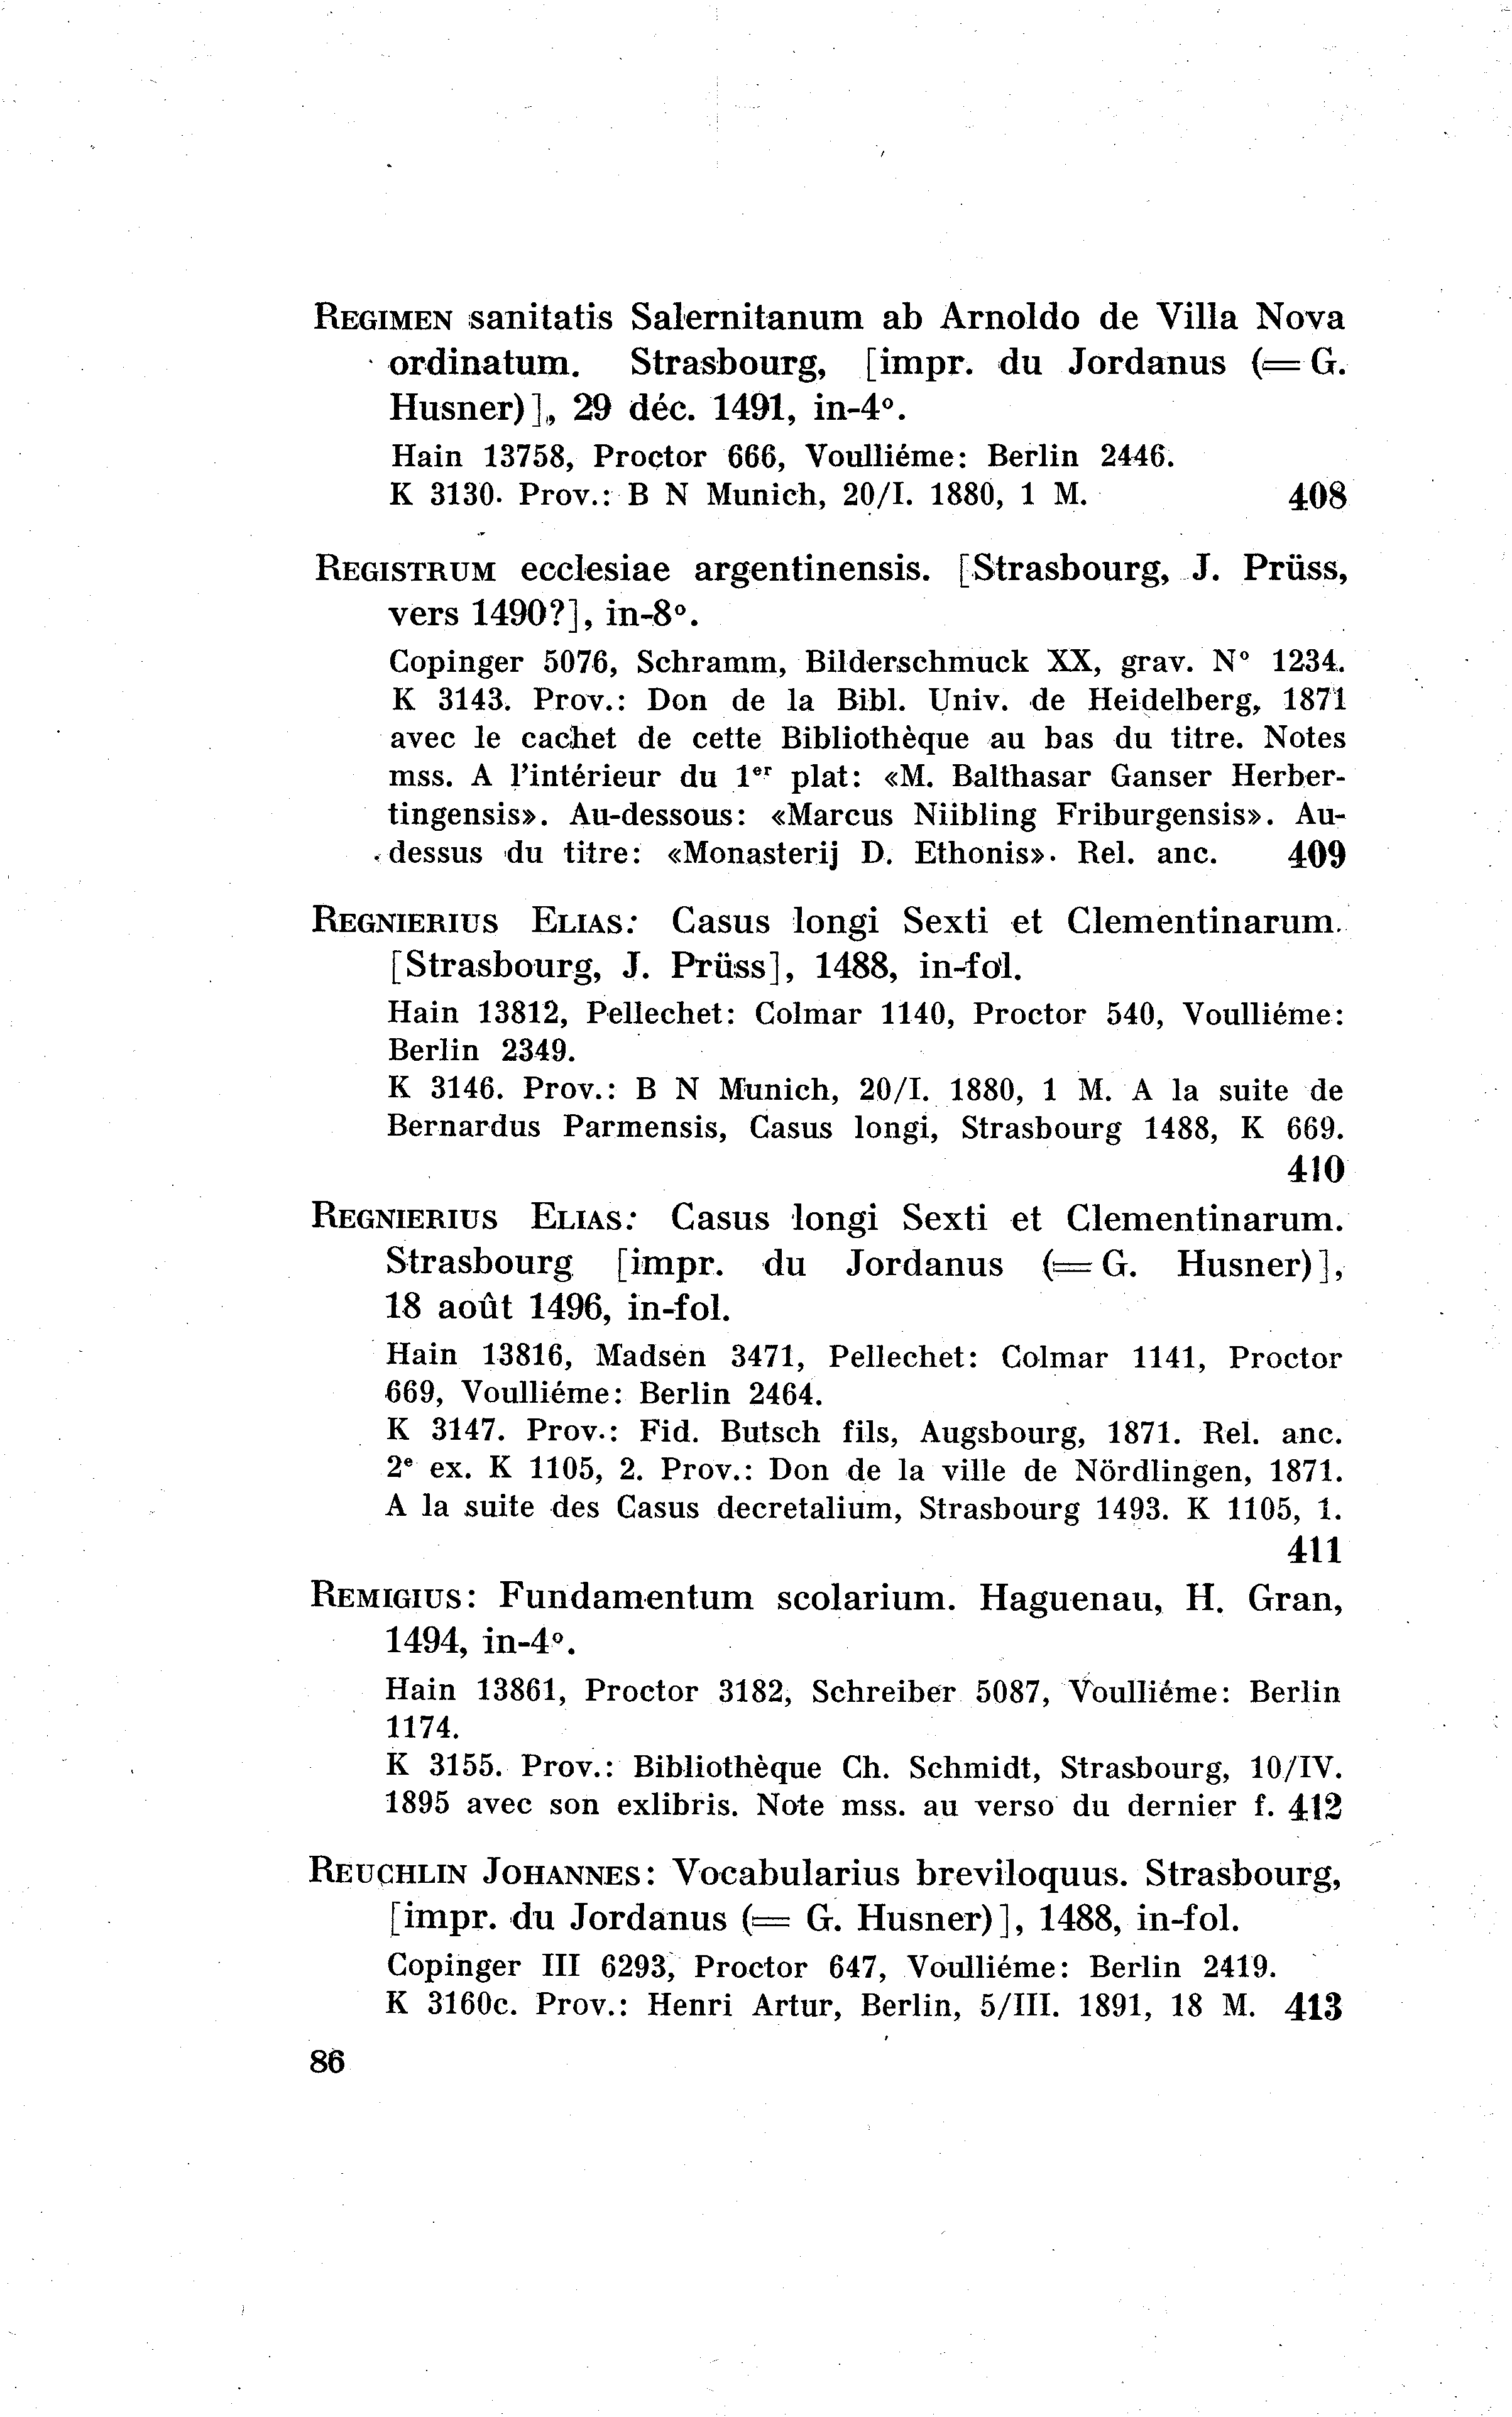 REGIMEN sanitatis Salernitanum ab Arnoldo de Villa Nova
ordinatum. Strasbourg, [impr. du Jordanus (= G.
Husner)], 29 déc. 1491, in-4º.
Hain 13758, Proctor 666, Voulliéme: Berlin 2446.
K 3130. Prov.: B N Munich, 20/I. 1880, 1 M. 408
REGISTRUM ecclesiae argentinensis. [Strasbourg, J. Prüss,
vers 1490?], in-8º.
Copinger 5076, Schramm, Bilderschmuck XX, grav. Nº 1234.
K 3143. Prov.: Don de la Bibl. Univ. de Heidelberg, 1871
avec le cachet de cette Bibliothèque au bas du titre. Notes
mss. A l'intérieur du 1er plat: «M. Balthasar Ganser Herber-
tingensis». Au-dessous: «Marcus Niibling Friburgensis». Au-
dessus du titre: «Monasterij D. Ethonis». Rel. anc. 409
REGNIERIUS ELIAS: Casus longi Sexti et Clementinarum.
[Strasbourg, J. Prüss], 1488, in-fol.
Hain 13812, Pellechet: Colmar 1140, Proctor 540, Voulliéme:
Berlin 2349.
K 3146. Prov.: B N Munich, 20/I. 1880, 1 M. A la suite de
Bernardus Parmensis, Casus longi, Strasbourg 1488, K 669.
410
REGNIERIUS ELIAS: Casus longi Sexti et Clementinarum.
Strasbourg [impr. du Jordanus (= G. Husner)],
18 août 1496, in-fol.
Hain 13816, Madsen 3471, Pellechet: Colmar 1141, Proctor
669, Voulliéme: Berlin 2464.
K 3147. Prov.: Fid. Butsch fils, Augsbourg, 1871. Rel. anc.
2e ex. K 1105, 2. Prov.: Don de la ville de Nördlingen, 1871.
A la suite des Casus decretalium, Strasbourg 1493. K 1105, 1.
411
REMIGIUS: Fundamentum scolarium. Haguenau, H. Gran,
1494, in-4º.
Hain 13861, Proctor 3182, Schreiber 5087, Voulliéme: Berlin
1174.
K 3155. Prov.: Bibliothèque Ch. Schmidt, Strasbourg, 10/IV.
1895 avec son exlibris. Note mss. au verso du dernier f. 412
REUCHLIN JOHANNES: Vocabularius breviloquus. Strasbourg,
[impr. du Jordanus (= G. Husner)], 1488, in-fol.
Copinger III 6293, Proctor 647, Voulliéme: Berlin 2419.
K 3160c. Prov.: Henri Artur, Berlin, 5/III. 1891, 18 M. 413
86